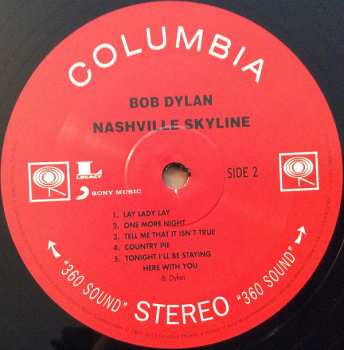 COLUMBIA
BOB DYLAN
NASHVILLE SKYLINE
LEGACY
SONY MUSIC
SIDE 2
1. LAY LADY LAY
2. ONE MORE NIGHT
3. TELL ME THAT IT ISN'T TRUE
4. COUNTRY PIE
5. TONIGHT I'LL BE STAYING
HERE WITH YOU
B. Dylan
"360 SOUND" STEREO "360 SOUND"